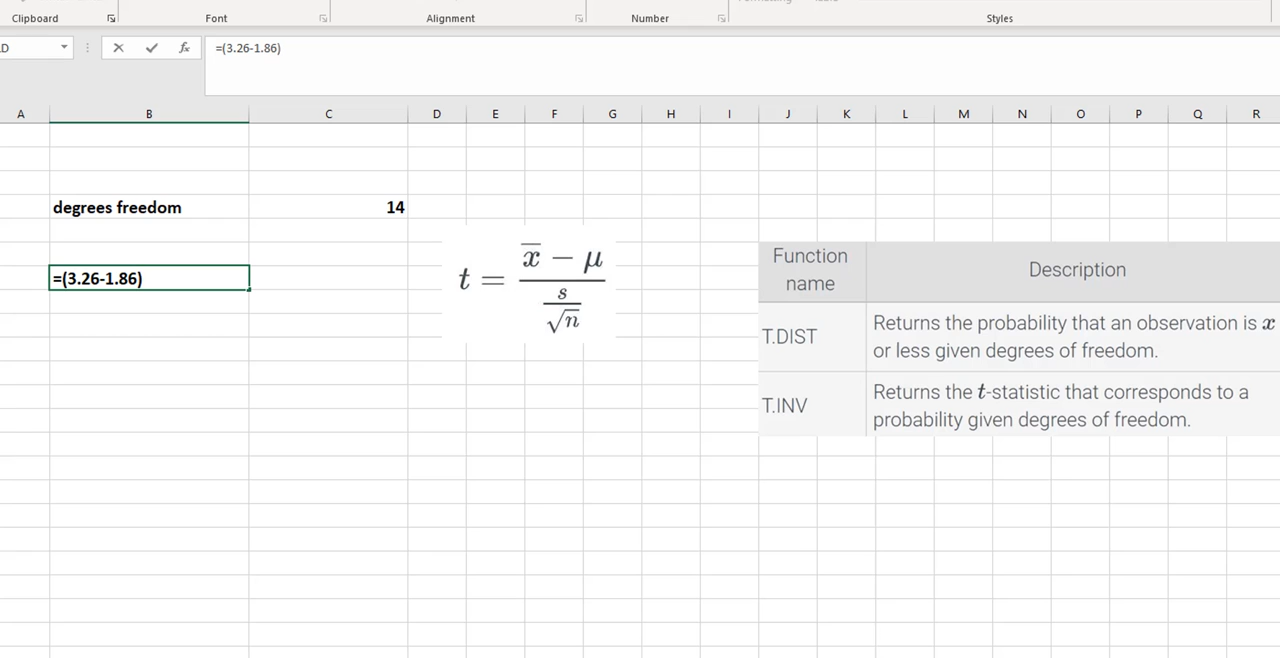 Clipboard Font Alignment Number Styles
D fx =(3.26-1.86)
A B C D E F G H I J K L M N O P Q R
degrees freedom 14
=(3.26-1.86)
t = x̄ − μ / s / √n
Function name Description
T.DIST Returns the probability that an observation is x
or less given degrees of freedom.
T.INV Returns the t-statistic that corresponds to a
probability given degrees of freedom.